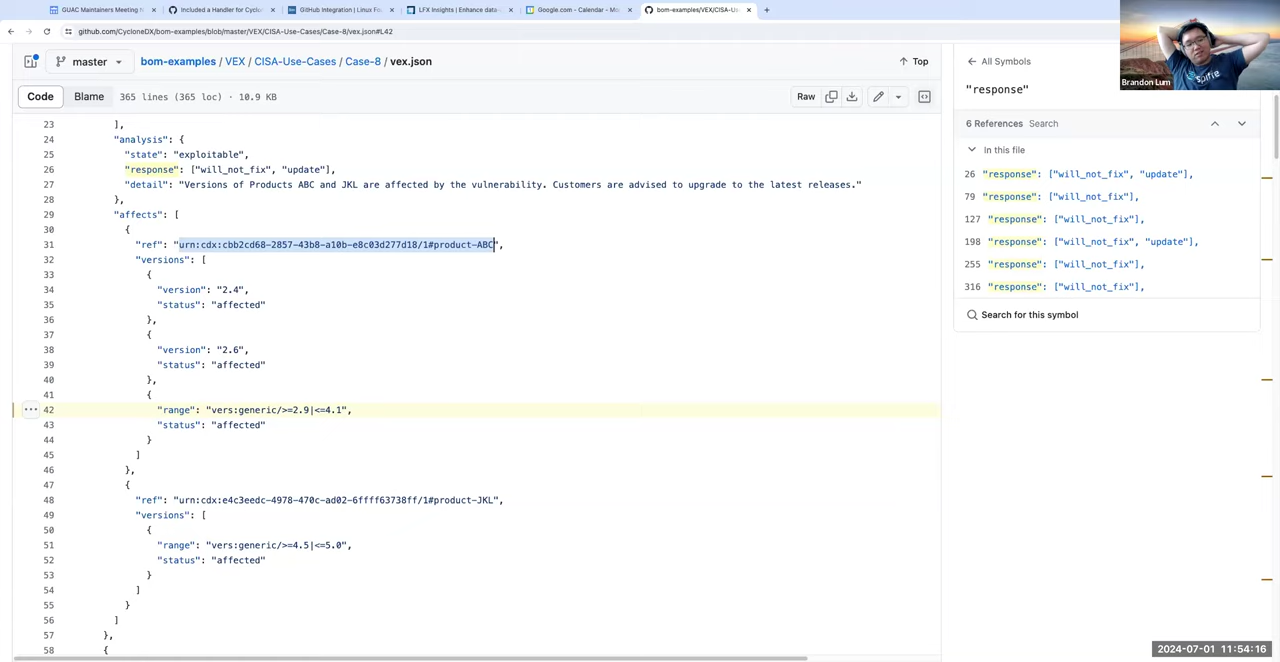 GUAC Maintainers Meeting N
Included a Handler for Cyclon
GitHub Integration | Linux Fo
LFX Insights | Enhance data
Google.com - Calendar - Mo
bom-examples/VEX/CISA-Us
github.com/CycloneDX/bom-examples/blob/master/VEX/CISA-Use-Cases/Case-8/vex.json#L42
master
bom-examples / VEX / CISA-Use-Cases / Case-8 / vex.json
Top
Code Blame 365 lines (365 loc) · 10.9 KB
Raw
23 ],
24 "analysis": {
25 "state": "exploitable",
26 "response": ["will_not_fix", "update"],
27 "detail": "Versions of Products ABC and JKL are affected by the vulnerability. Customers are advised to upgrade to the latest releases."
28 },
29 "affects": [
30 {
31 "ref": "urn:cdx:cbb2cd68-2857-43b8-a10b-e8c03d277d18/1#product-ABC",
32 "versions": [
33 {
34 "version": "2.4",
35 "status": "affected"
36 },
37 {
38 "version": "2.6",
39 "status": "affected"
40 },
41 {
42 "range": "vers:generic/>=2.9|<=4.1",
43 "status": "affected"
44 }
45 ]
46 },
47 {
48 "ref": "urn:cdx:e4c3eedc-4978-470c-ad02-6ffff63738ff/1#product-JKL",
49 "versions": [
50 {
51 "range": "vers:generic/>=4.5|<=5.0",
52 "status": "affected"
53 }
54 ]
55 }
56 ]
57 },
58 {
All Symbols
"response"
6 References Search
In this file
26 "response": ["will_not_fix", "update"],
79 "response": ["will_not_fix"],
127 "response": ["will_not_fix"],
198 "response": ["will_not_fix", "update"],
255 "response": ["will_not_fix"],
316 "response": ["will_not_fix"],
Search for this symbol
Brandon Lum
spiffe
2024-07-01 11:54:16